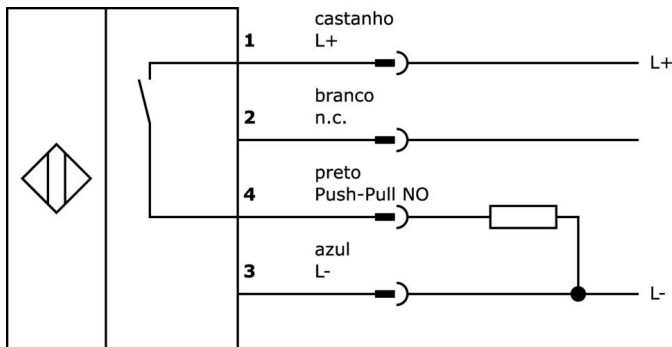 castanho
1 L+
L+
branco
2 n.c.
preto
4 Push-Pull NO
azul
3 L-
L-